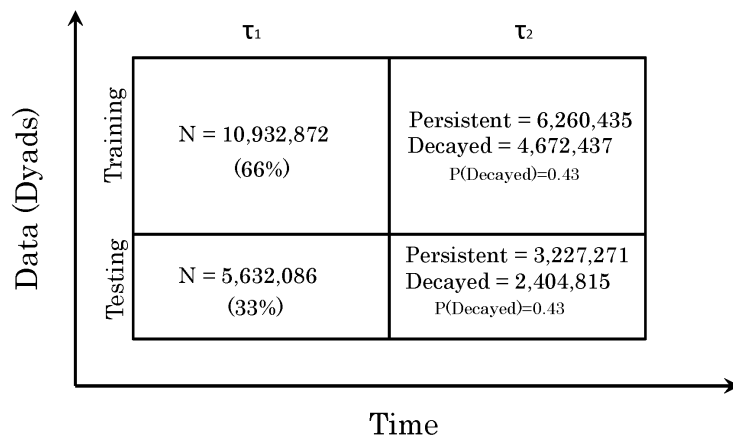 τ1
τ2
Data (Dyads)
Training
N = 10,932,872
(66%)
Persistent = 6,260,435
Decayed = 4,672,437
P(Decayed)=0.43
Testing
N = 5,632,086
(33%)
Persistent = 3,227,271
Decayed = 2,404,815
P(Decayed)=0.43
Time